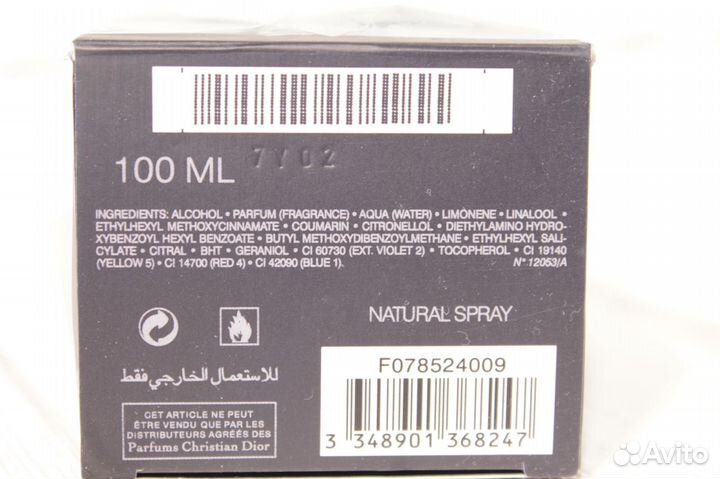 7Y02
100 ML
INGREDIENTS: ALCOHOL • PARFUM (FRAGRANCE) • AQUA (WATER) • LIMONENE • LINALOOL •
ETHYLHEXYL METHOXYCINNAMATE • COUMARIN • CITRONELLOL • DIETHYLAMINO HYDRO-
XYBENZOYL HEXYL BENZOATE • BUTYL METHOXYDIBENZOYLMETHANE • ETHYLHEXYL SALI-
CYLATE • CITRAL • BHT • GERANIOL • CI 60730 (EXT. VIOLET 2) • TOCOPHEROL • CI 19140
(YELLOW 5) • CI 14700 (RED 4) • CI 42090 (BLUE 1).
N° 12053/A
NATURAL SPRAY
للاستعمال الخارجي فقط
CET ARTICLE NE PEUT
ÊTRE VENDU QUE PAR LES
DISTRIBUTEURS AGRÉÉS DES
Parfums Christian Dior
F078524009
3 348901 368247
Avito